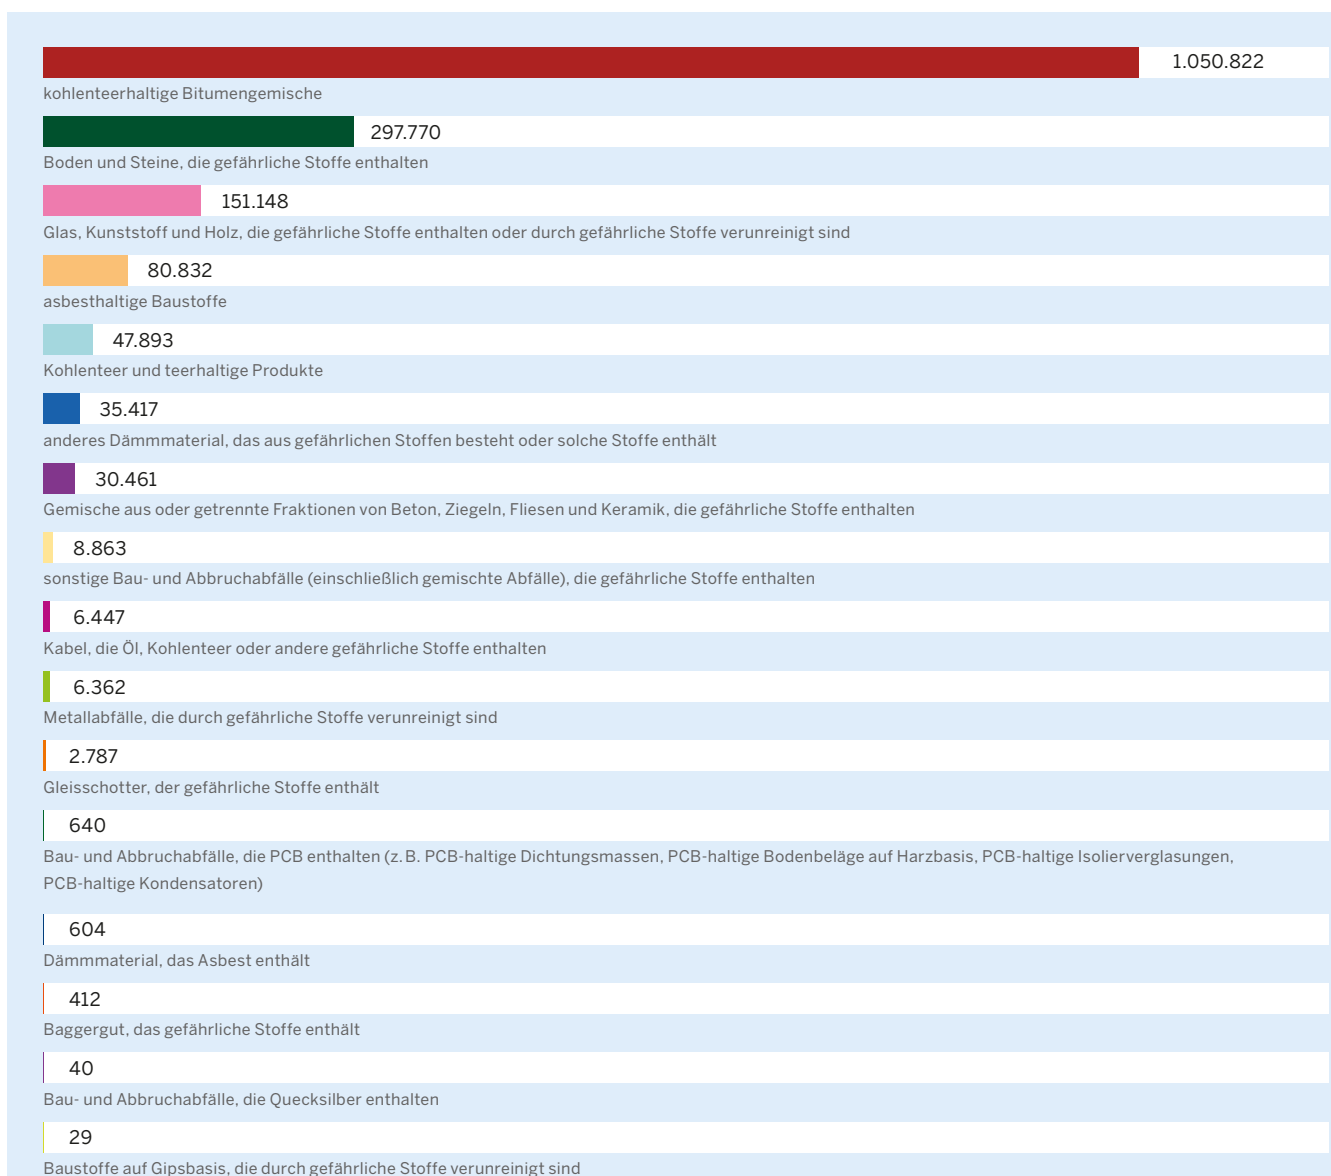 1.050.822
kohlenteerhaltige Bitumengemische
297.770
Boden und Steine, die gefährliche Stoffe enthalten
151.148
Glas, Kunststoff und Holz, die gefährliche Stoffe enthalten oder durch gefährliche Stoffe verunreinigt sind
80.832
asbesthaltige Baustoffe
47.893
Kohlenteer und teerhaltige Produkte
35.417
anderes Dämmmaterial, das aus gefährlichen Stoffen besteht oder solche Stoffe enthält
30.461
Gemische aus oder getrennte Fraktionen von Beton, Ziegeln, Fliesen und Keramik, die gefährliche Stoffe enthalten
8.863
sonstige Bau- und Abbruchabfälle (einschließlich gemischte Abfälle), die gefährliche Stoffe enthalten
6.447
Kabel, die Öl, Kohlenteer oder andere gefährliche Stoffe enthalten
6.362
Metallabfälle, die durch gefährliche Stoffe verunreinigt sind
2.787
Gleisschotter, der gefährliche Stoffe enthält
640
Bau- und Abbruchabfälle, die PCB enthalten (z. B. PCB-haltige Dichtungsmassen, PCB-haltige Bodenbeläge auf Harzbasis, PCB-haltige Isolierverglasungen,
PCB-haltige Kondensatoren)
604
Dämmmaterial, das Asbest enthält
412
Baggergut, das gefährliche Stoffe enthält
40
Bau- und Abbruchabfälle, die Quecksilber enthalten
29
Baustoffe auf Gipsbasis, die durch gefährliche Stoffe verunreinigt sind